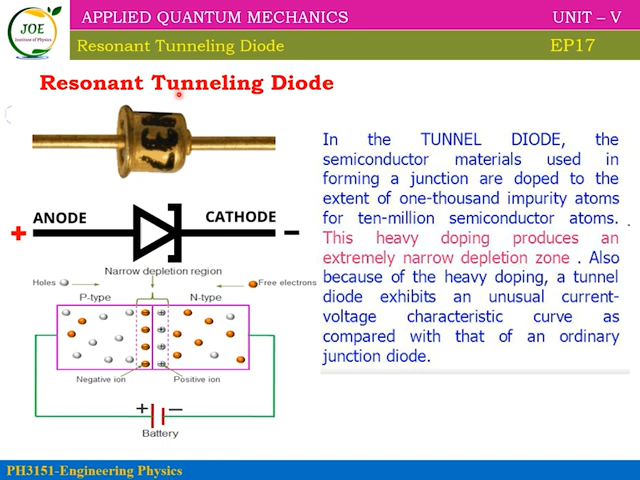 JOE
Institute of Physics
APPLIED QUANTUM MECHANICS
UNIT – V
Resonant Tunneling Diode
EP17
Resonant Tunneling Diode
In the TUNNEL DIODE, the
semiconductor materials used in
forming a junction are doped to the
extent of one-thousand impurity atoms
for ten-million semiconductor atoms.
This heavy doping produces an
extremely narrow depletion zone . Also
because of the heavy doping, a tunnel
diode exhibits an unusual current-
voltage characteristic curve as
compared with that of an ordinary
junction diode.
+ ANODE CATHODE −
Narrow depletion region
Holes
Free electrons
P-type N-type
Negative ion Positive ion
+ −
Battery
PH3151-Engineering Physics